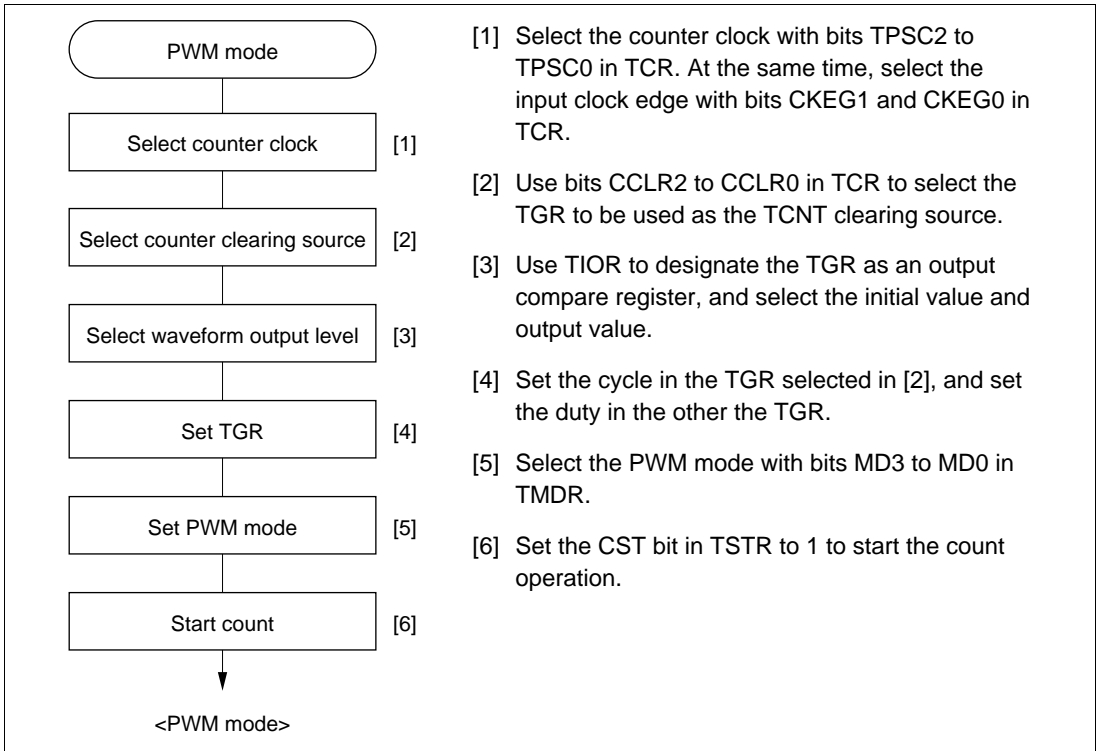 PWM mode
Select counter clock [1]
Select counter clearing source [2]
Select waveform output level [3]
Set TGR [4]
Set PWM mode [5]
Start count [6]
<PWM mode>
[1] Select the counter clock with bits TPSC2 to
TPSC0 in TCR. At the same time, select the
input clock edge with bits CKEG1 and CKEG0 in
TCR.
[2] Use bits CCLR2 to CCLR0 in TCR to select the
TGR to be used as the TCNT clearing source.
[3] Use TIOR to designate the TGR as an output
compare register, and select the initial value and
output value.
[4] Set the cycle in the TGR selected in [2], and set
the duty in the other the TGR.
[5] Select the PWM mode with bits MD3 to MD0 in
TMDR.
[6] Set the CST bit in TSTR to 1 to start the count
operation.